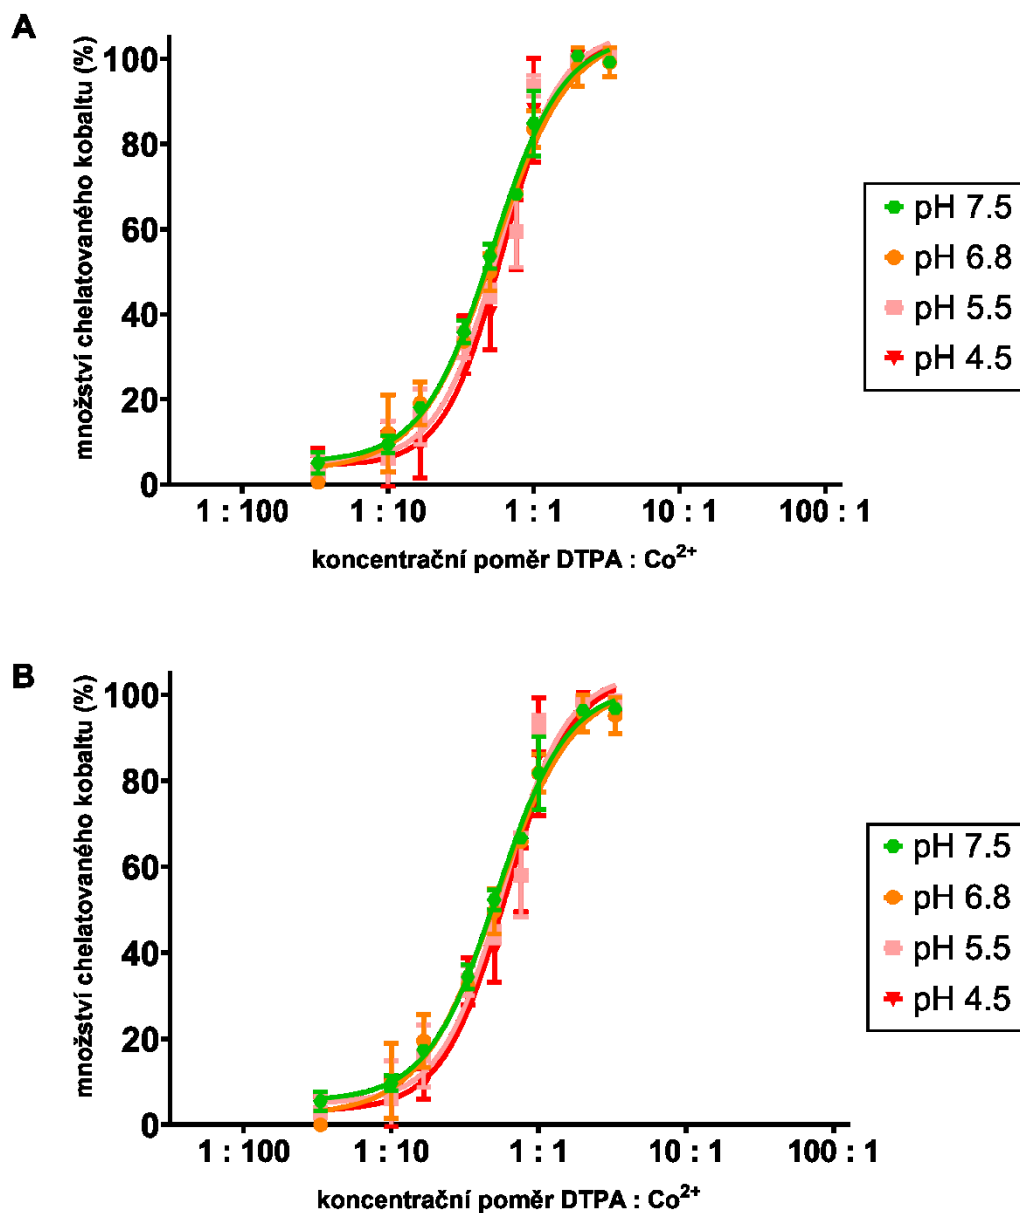 A
množství chelatovaného kobaltu (%)
100
80
60
40
20
0
1 : 100
1 : 10
1 : 1
10 : 1
100 : 1
koncentrační poměr DTPA : Co²⁺
pH 7.5
pH 6.8
pH 5.5
pH 4.5
B
množství chelatovaného kobaltu (%)
100
80
60
40
20
0
1 : 100
1 : 10
1 : 1
10 : 1
100 : 1
koncentrační poměr DTPA : Co²⁺
pH 7.5
pH 6.8
pH 5.5
pH 4.5